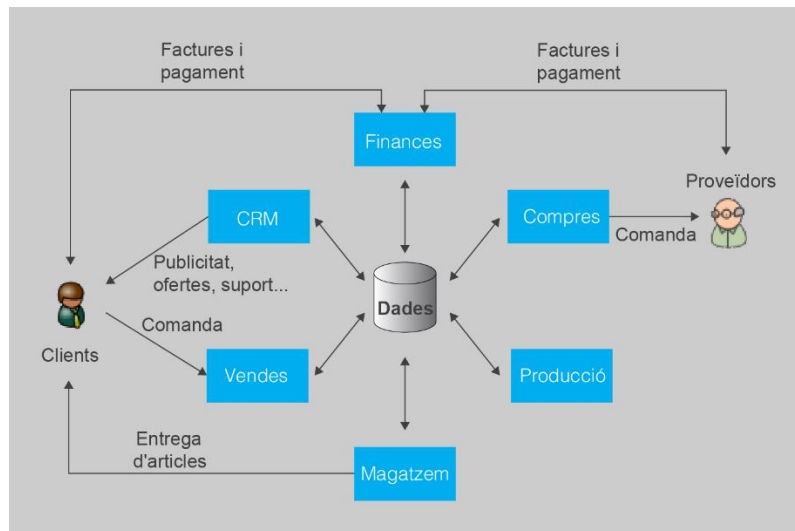 Factures i
pagament
Factures i
pagament
Finances
Proveïdors
CRM
Compres
Comanda
Publicitat,
ofertes, suport...
Dades
Comanda
Clients
Vendes
Producció
Entrega
d'articles
Magatzem